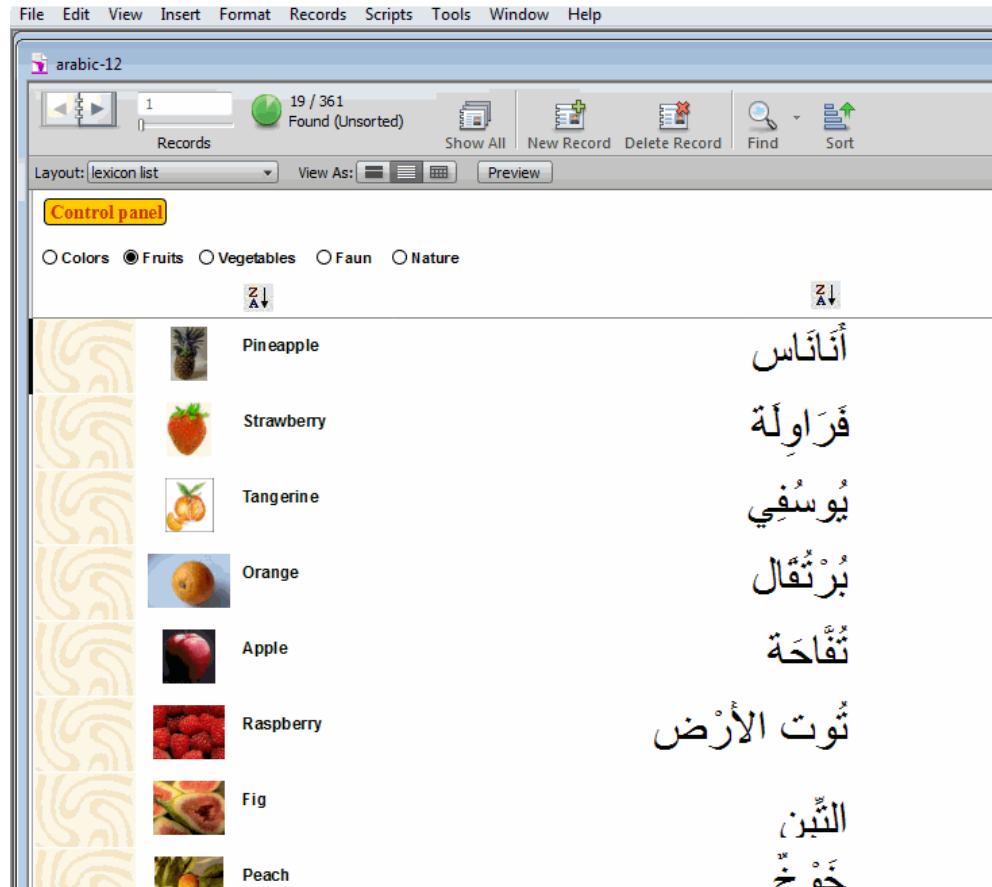 File Edit View Insert Format Records Scripts Tools Window Help
arabic-12
1
19 / 361
Found (Unsorted)
Records
Show All New Record Delete Record Find Sort
Layout: lexicon list View As: Preview
Control panel
Colors Fruits Vegetables Faun Nature
Z A Z A
Pineapple أَنَانَاس
Strawberry فَرَاوِلَة
Tangerine يُوسُفِي
Orange بُرْتُقَال
Apple تُفَّاحَة
Raspberry تُوت الأَرْض
Fig التِّين
Peach خَوْخٌ